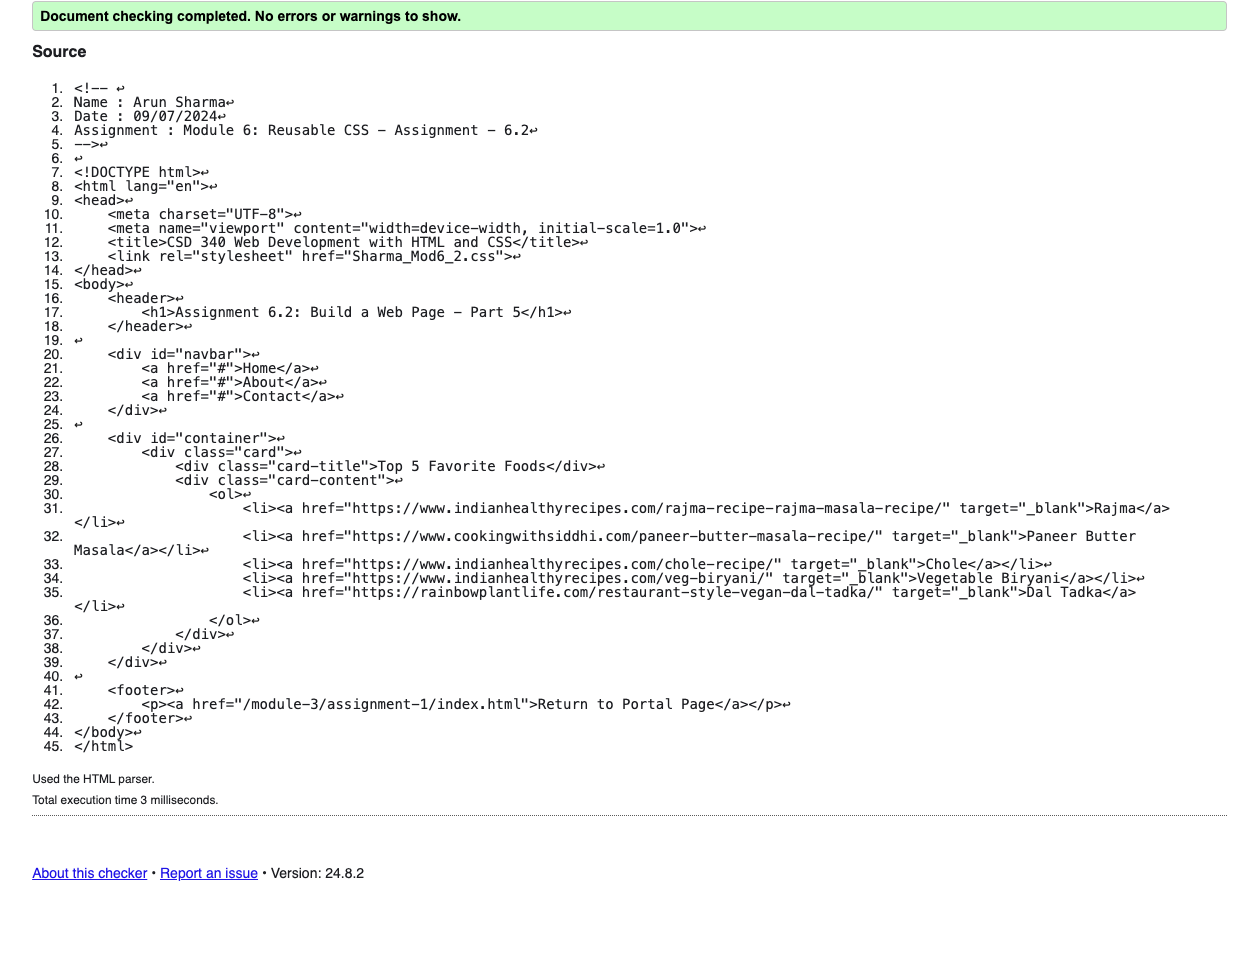 Document checking completed. No errors or warnings to show.
Source
1. <!-- ↩
2. Name : Arun Sharma↩
3. Date : 09/07/2024↩
4. Assignment : Module 6: Reusable CSS - Assignment - 6.2↩
5. -->↩
6. ↩
7. <!DOCTYPE html>↩
8. <html lang="en">↩
9. <head>↩
10.     <meta charset="UTF-8">↩
11.     <meta name="viewport" content="width=device-width, initial-scale=1.0">↩
12.     <title>CSD 340 Web Development with HTML and CSS</title>↩
13.     <link rel="stylesheet" href="Sharma_Mod6_2.css">↩
14. </head>↩
15. <body>↩
16.     <header>↩
17.         <h1>Assignment 6.2: Build a Web Page - Part 5</h1>↩
18.     </header>↩
19. ↩
20.     <div id="navbar">↩
21.         <a href="#">Home</a>↩
22.         <a href="#">About</a>↩
23.         <a href="#">Contact</a>↩
24.     </div>↩
25. ↩
26.     <div id="container">↩
27.         <div class="card">↩
28.             <div class="card-title">Top 5 Favorite Foods</div>↩
29.             <div class="card-content">↩
30.                 <ol>↩
31.                     <li><a href="https://www.indianhealthyrecipes.com/rajma-recipe-rajma-masala-recipe/" target="_blank">Rajma</a>
</li>↩
32.                     <li><a href="https://www.cookingwithsiddhi.com/paneer-butter-masala-recipe/" target="_blank">Paneer Butter
Masala</a></li>↩
33.                     <li><a href="https://www.indianhealthyrecipes.com/chole-recipe/" target="_blank">Chole</a></li>↩
34.                     <li><a href="https://www.indianhealthyrecipes.com/veg-biryani/" target="_blank">Vegetable Biryani</a></li>↩
35.                     <li><a href="https://rainbowplantlife.com/restaurant-style-vegan-dal-tadka/" target="_blank">Dal Tadka</a>
</li>↩
36.                 </ol>↩
37.             </div>↩
38.         </div>↩
39.     </div>↩
40. ↩
41.     <footer>↩
42.         <p><a href="/module-3/assignment-1/index.html">Return to Portal Page</a></p>↩
43.     </footer>↩
44. </body>↩
45. </html>
Used the HTML parser.
Total execution time 3 milliseconds.
About this checker • Report an issue • Version: 24.8.2